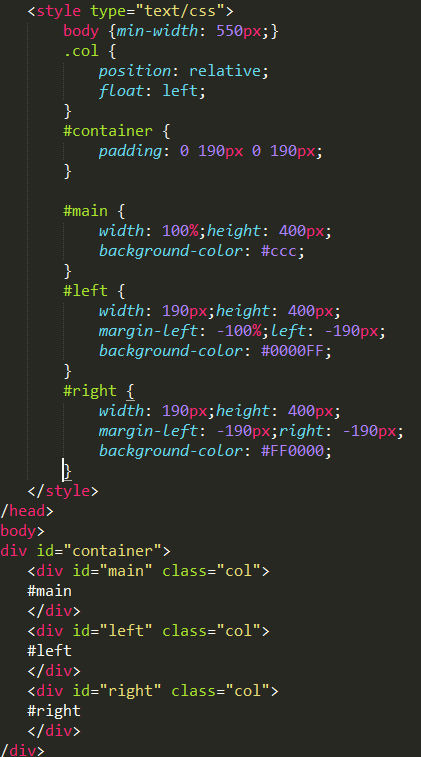 <style type="text/css">
body {min-width: 550px;}
.col {
position: relative;
float: left;
}
#container {
padding: 0 190px 0 190px;
}
#main {
width: 100%;height: 400px;
background-color: #ccc;
}
#left {
width: 190px;height: 400px;
margin-left: -100%;left: -190px;
background-color: #0000FF;
}
#right {
width: 190px;height: 400px;
margin-left: -190px;right: -190px;
background-color: #FF0000;
}
</style>
/head>
body>
div id="container">
<div id="main" class="col">
#main
</div>
<div id="left" class="col">
#left
</div>
<div id="right" class="col">
#right
</div>
/div>